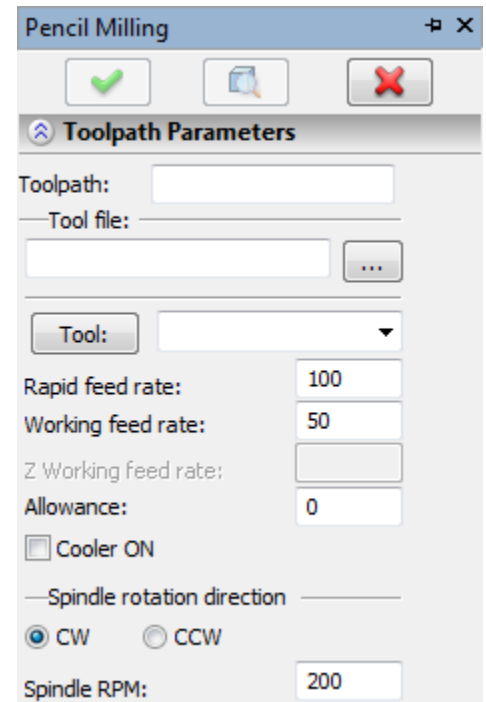 Pencil Milling
Toolpath Parameters
Toolpath:
Tool file:
...
Tool:
Rapid feed rate: 100
Working feed rate: 50
Z Working feed rate:
Allowance: 0
Cooler ON
Spindle rotation direction
CW CCW
Spindle RPM: 200